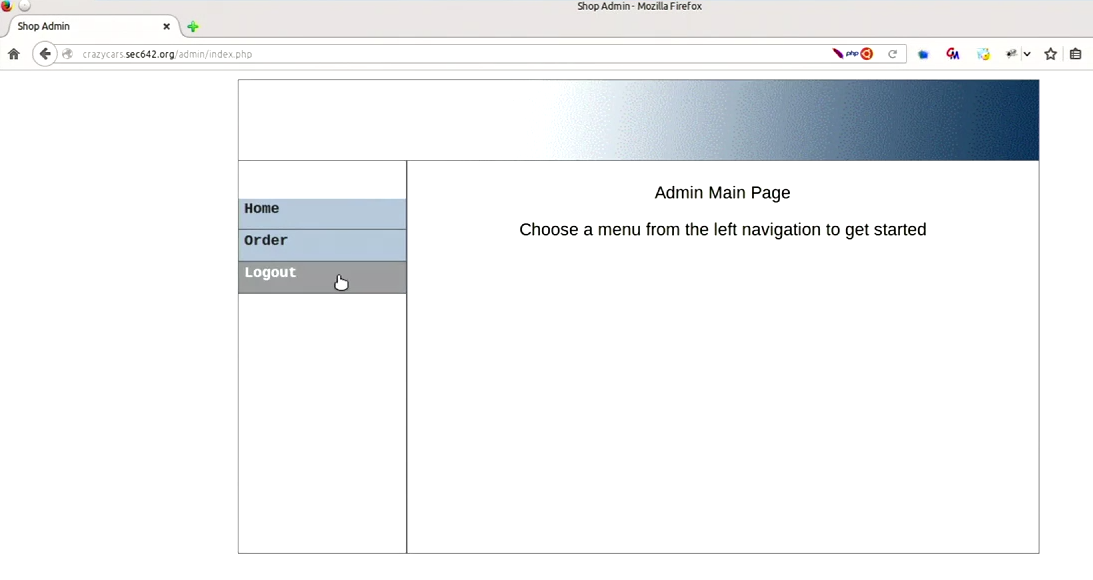 Shop Admin - Mozilla Firefox
Shop Admin
crazycars.sec642.org/admin/index.php
php
Admin Main Page
Choose a menu from the left navigation to get started
Home
Order
Logout